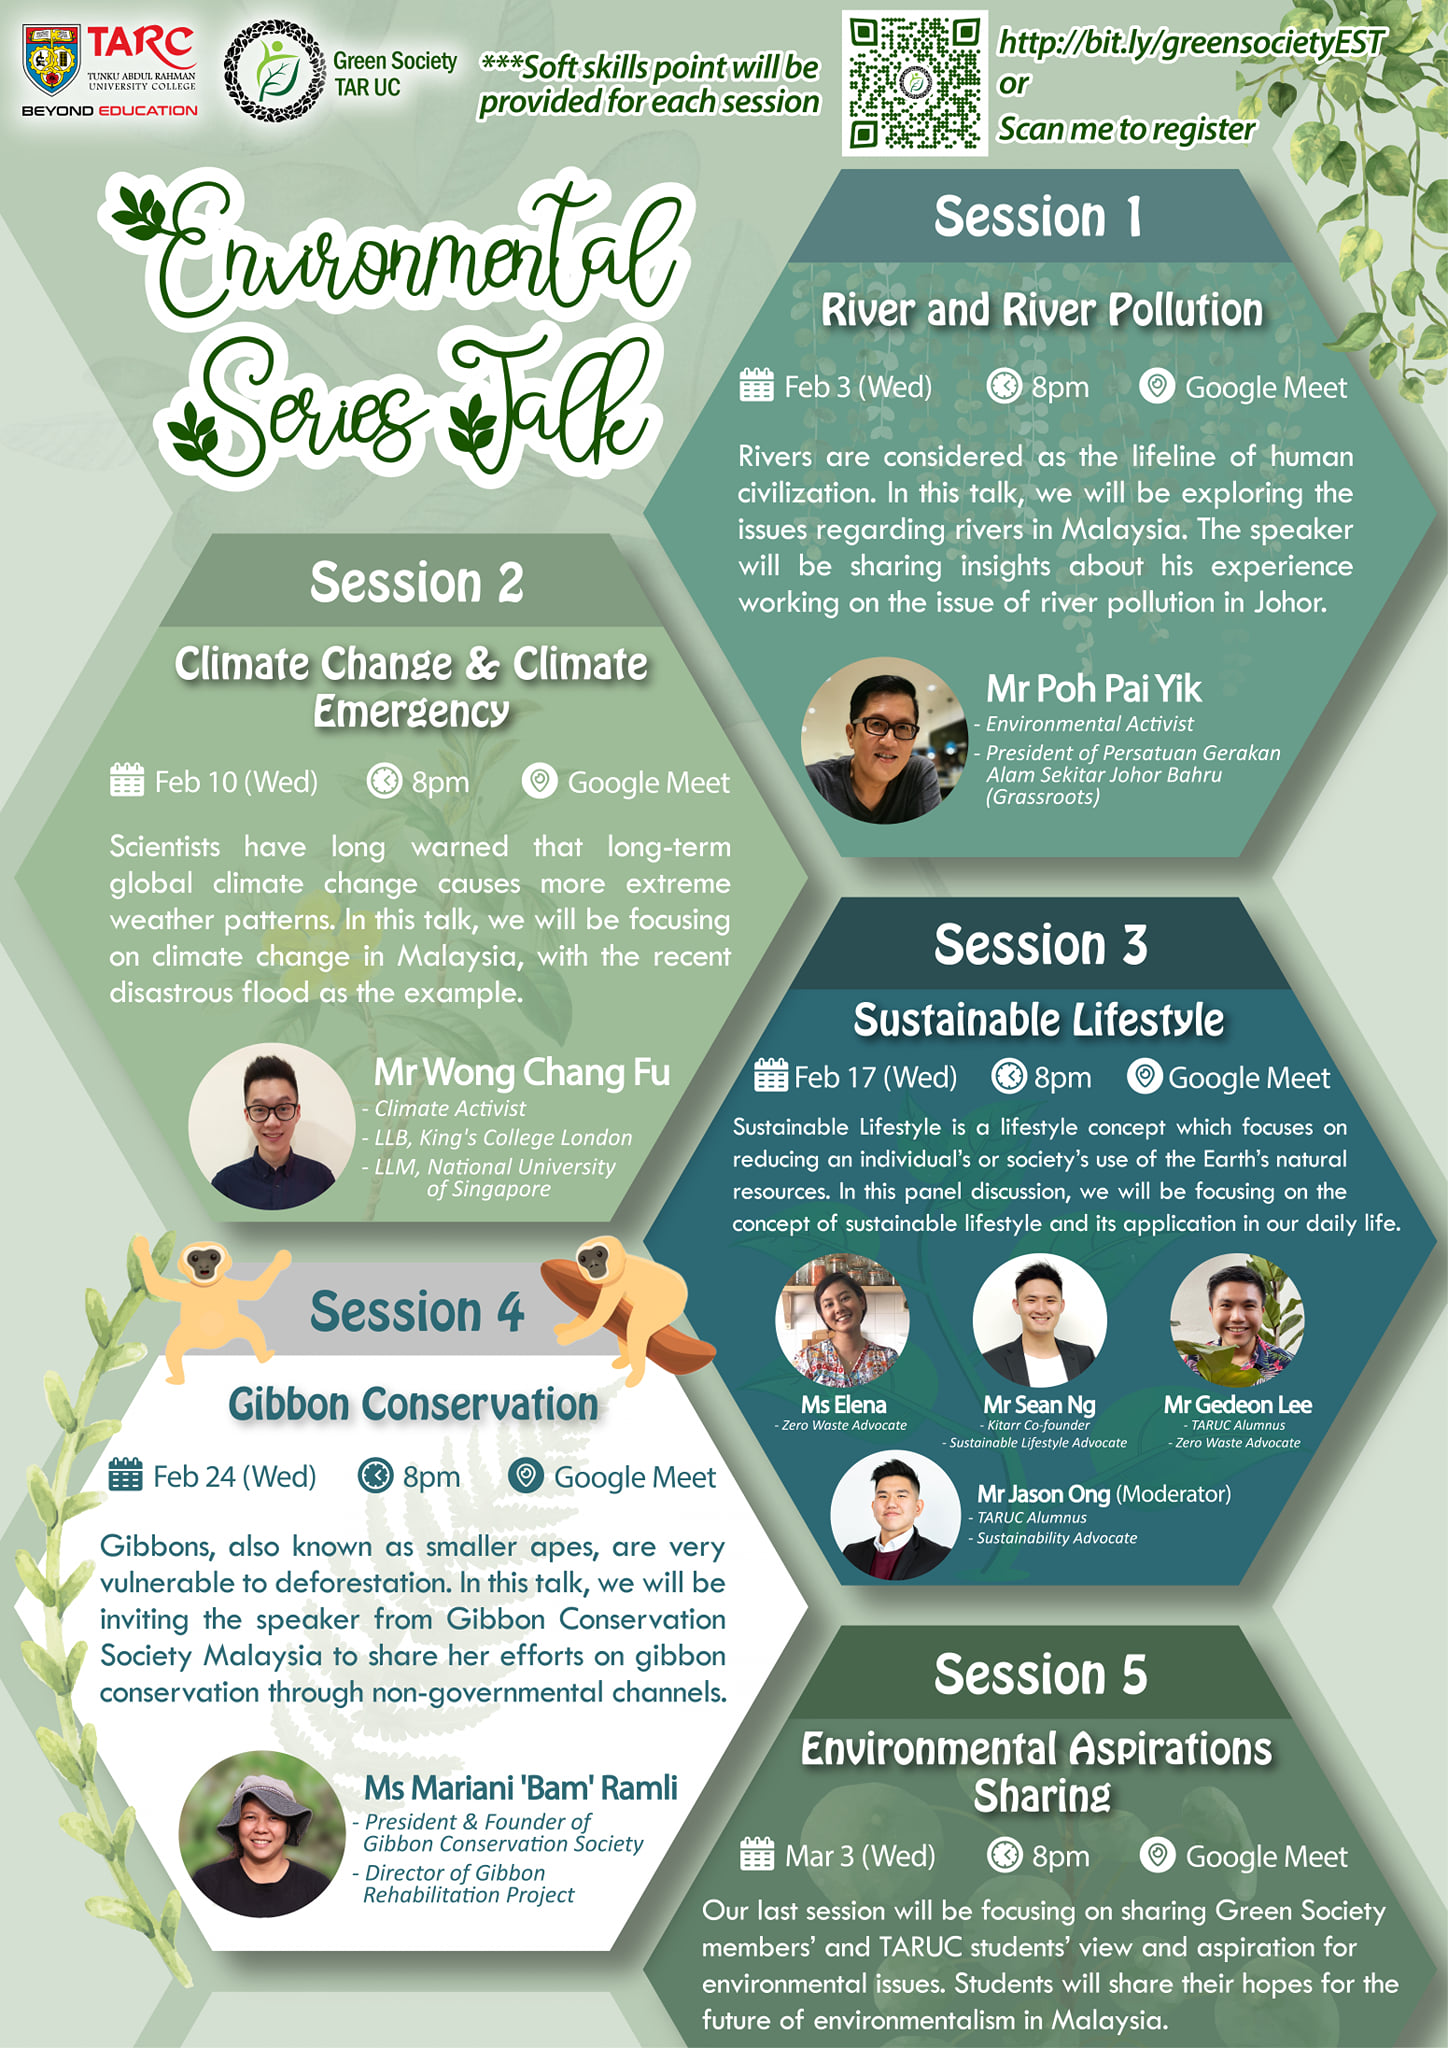 TARC
TUNKU ABDUL RAHMAN
UNIVERSITY COLLEGE
BEYOND EDUCATION
Green Society
TAR UC
***Soft skills point will be
provided for each session
http://bit.ly/greensocietyEST
or
Scan me to register
Environmental
Series Talk
Session 1
River and River Pollution
Feb 3 (Wed) 8pm Google Meet
Rivers are considered as the lifeline of human
civilization. In this talk, we will be exploring the
issues regarding rivers in Malaysia. The speaker
will be sharing insights about his experience
working on the issue of river pollution in Johor.
Mr Poh Pai Yik
- Environmental Activist
- President of Persatuan Gerakan
Alam Sekitar Johor Bahru
(Grassroots)
Session 2
Climate Change & Climate
Emergency
Feb 10 (Wed) 8pm Google Meet
Scientists have long warned that long-term
global climate change causes more extreme
weather patterns. In this talk, we will be focusing
on climate change in Malaysia, with the recent
disastrous flood as the example.
Mr Wong Chang Fu
- Climate Activist
- LLB, King's College London
- LLM, National University
of Singapore
Session 3
Sustainable Lifestyle
Feb 17 (Wed) 8pm Google Meet
Sustainable Lifestyle is a lifestyle concept which focuses on
reducing an individual's or society's use of the Earth's natural
resources. In this panel discussion, we will be focusing on the
concept of sustainable lifestyle and its application in our daily life.
Ms Elena
- Zero Waste Advocate
Mr Sean Ng
- Kitarr Co-founder
- Sustainable Lifestyle Advocate
Mr Gedeon Lee
- TARUC Alumnus
- Zero Waste Advocate
Mr Jason Ong (Moderator)
- TARUC Alumnus
- Sustainability Advocate
Session 4
Gibbon Conservation
Feb 24 (Wed) 8pm Google Meet
Gibbons, also known as smaller apes, are very
vulnerable to deforestation. In this talk, we will be
inviting the speaker from Gibbon Conservation
Society Malaysia to share her efforts on gibbon
conservation through non-governmental channels.
Ms Mariani 'Bam' Ramli
- President & Founder of
Gibbon Conservation Society
- Director of Gibbon
Rehabilitation Project
Session 5
Environmental Aspirations
Sharing
Mar 3 (Wed) 8pm Google Meet
Our last session will be focusing on sharing Green Society
members' and TARUC students' view and aspiration for
environmental issues. Students will share their hopes for the
future of environmentalism in Malaysia.